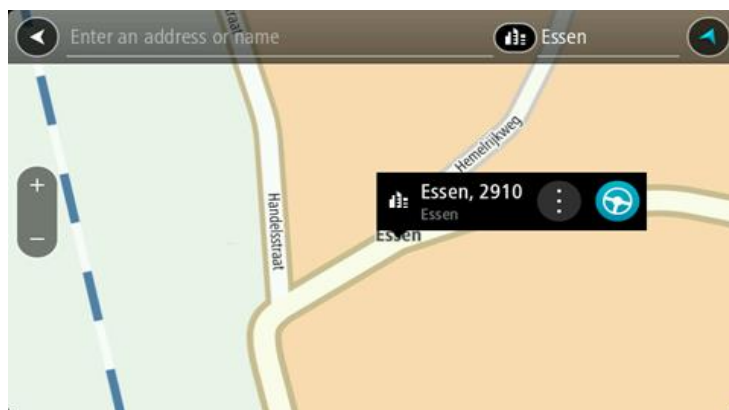 Enter an address or name
Essen
Hemelrijkweg
Essen, 2910
Essen
Essen
Handelsstraat